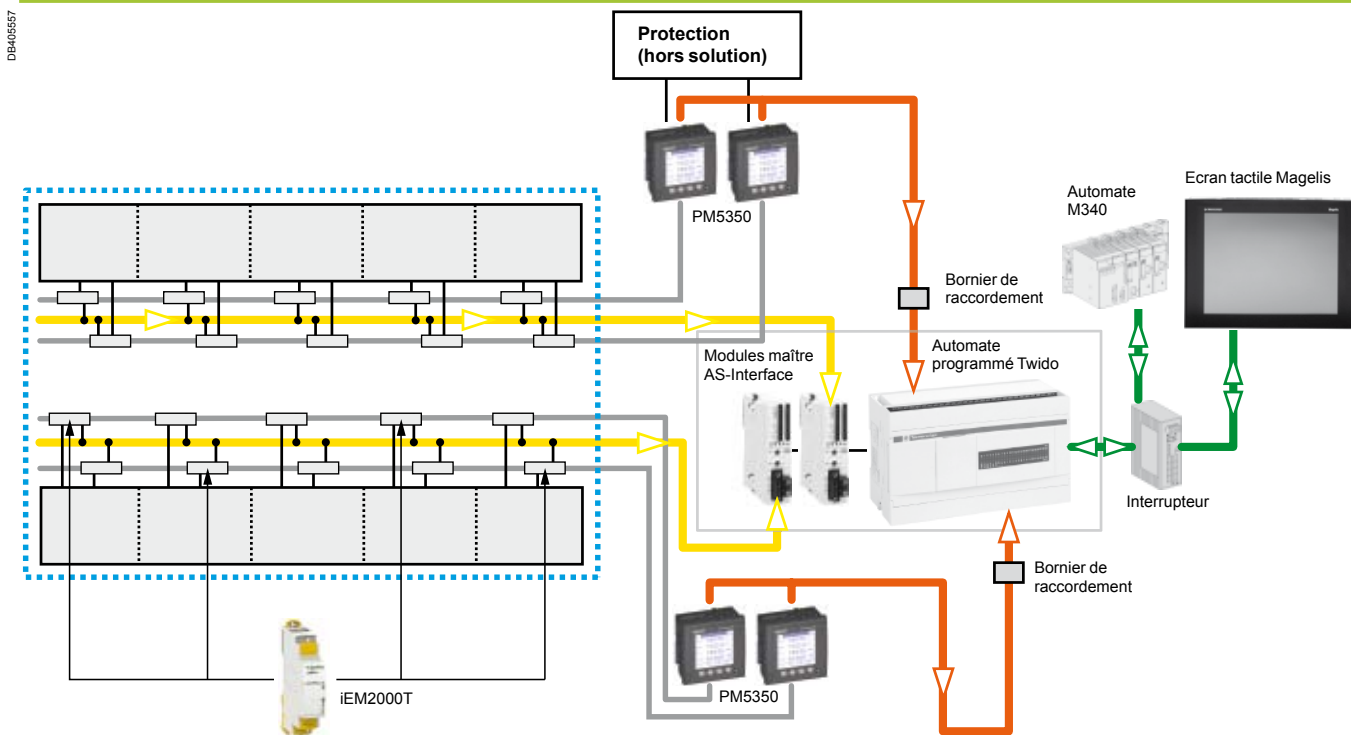 DB405557
Protection
(hors solution)
PM5350
Automate
M340
Ecran tactile Magelis
Bornier de
raccordement
Modules maître
AS-Interface
Automate
programmé Twido
Interrupteur
Bornier de
raccordement
iEM2000T
PM5350